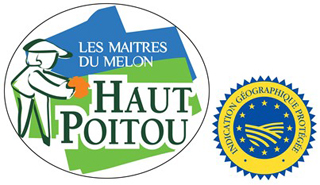 LES MAITRES
DU MELON
HAUT
POITOU
INDICATION GÉOGRAPHIQUE PROTÉGÉE